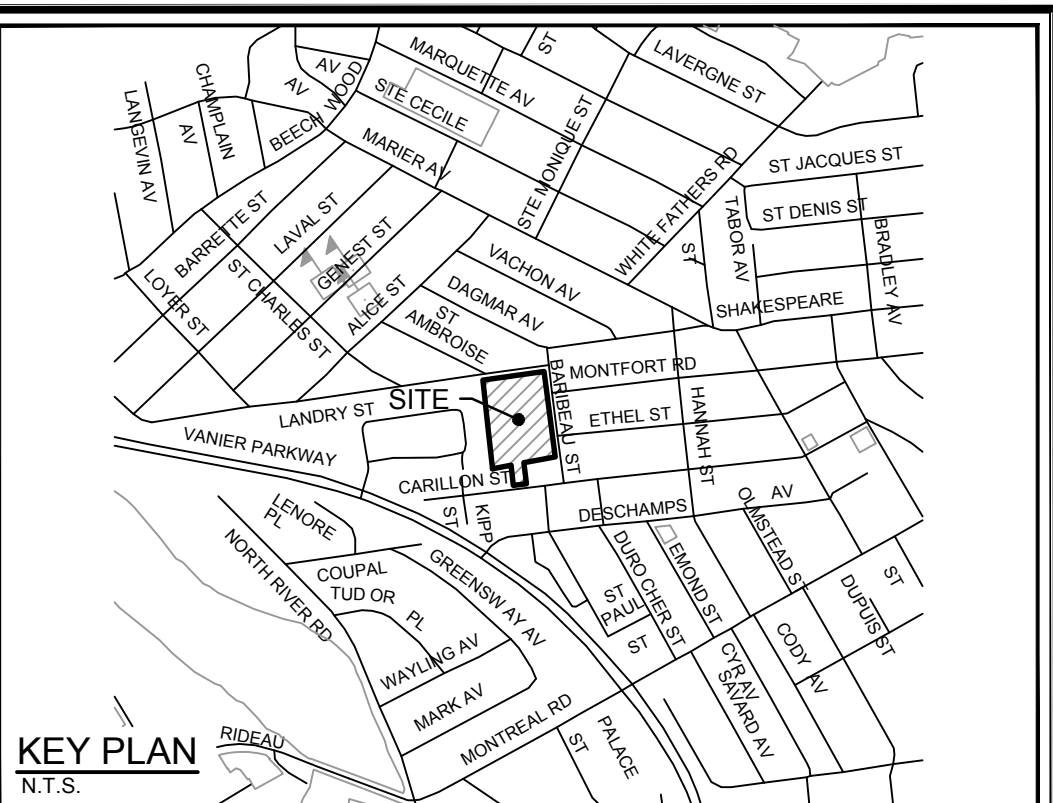 MARQUETTE AV
ST
LAVERGNE ST
AV
AV
BEECH WOOD
STE CECILE
CHAMPLAIN
AV
LANGEVIN AV
MARIER AV
STE MONIQUE ST
WHITE FATHERS RD
ST JACQUES ST
ST DENIS ST
TABOR AV
ST
BRADLEY AV
SHAKESPEARE
BARRETTE ST
LAVAL ST
GENEST ST
ALICE ST
LOYER ST
ST CHARLES ST
VACHON AV
DAGMAR AV
ST
AMBROISE
MONTFORT RD
BARIBEAU ST
ETHEL ST
HANNAH ST
SITE
LANDRY ST
VANIER PARKWAY
CARILLON ST
KIPP
ST
DESCHAMPS
AV
OLMSTEAD S
LENORE
PL
NORTH RIVER RD
COUPAL
TUD OR
PL
GREENSW AY AV
ST
PAUL
ST
DURO CHER ST
EMOND ST
DUPUIS ST
ST
WAYLING AV
MARK AV
CYR AV
SAVARD AV
CODY AV
MONTREAL RD
PALACE
ST
RIDEAU
KEY PLAN
N.T.S.